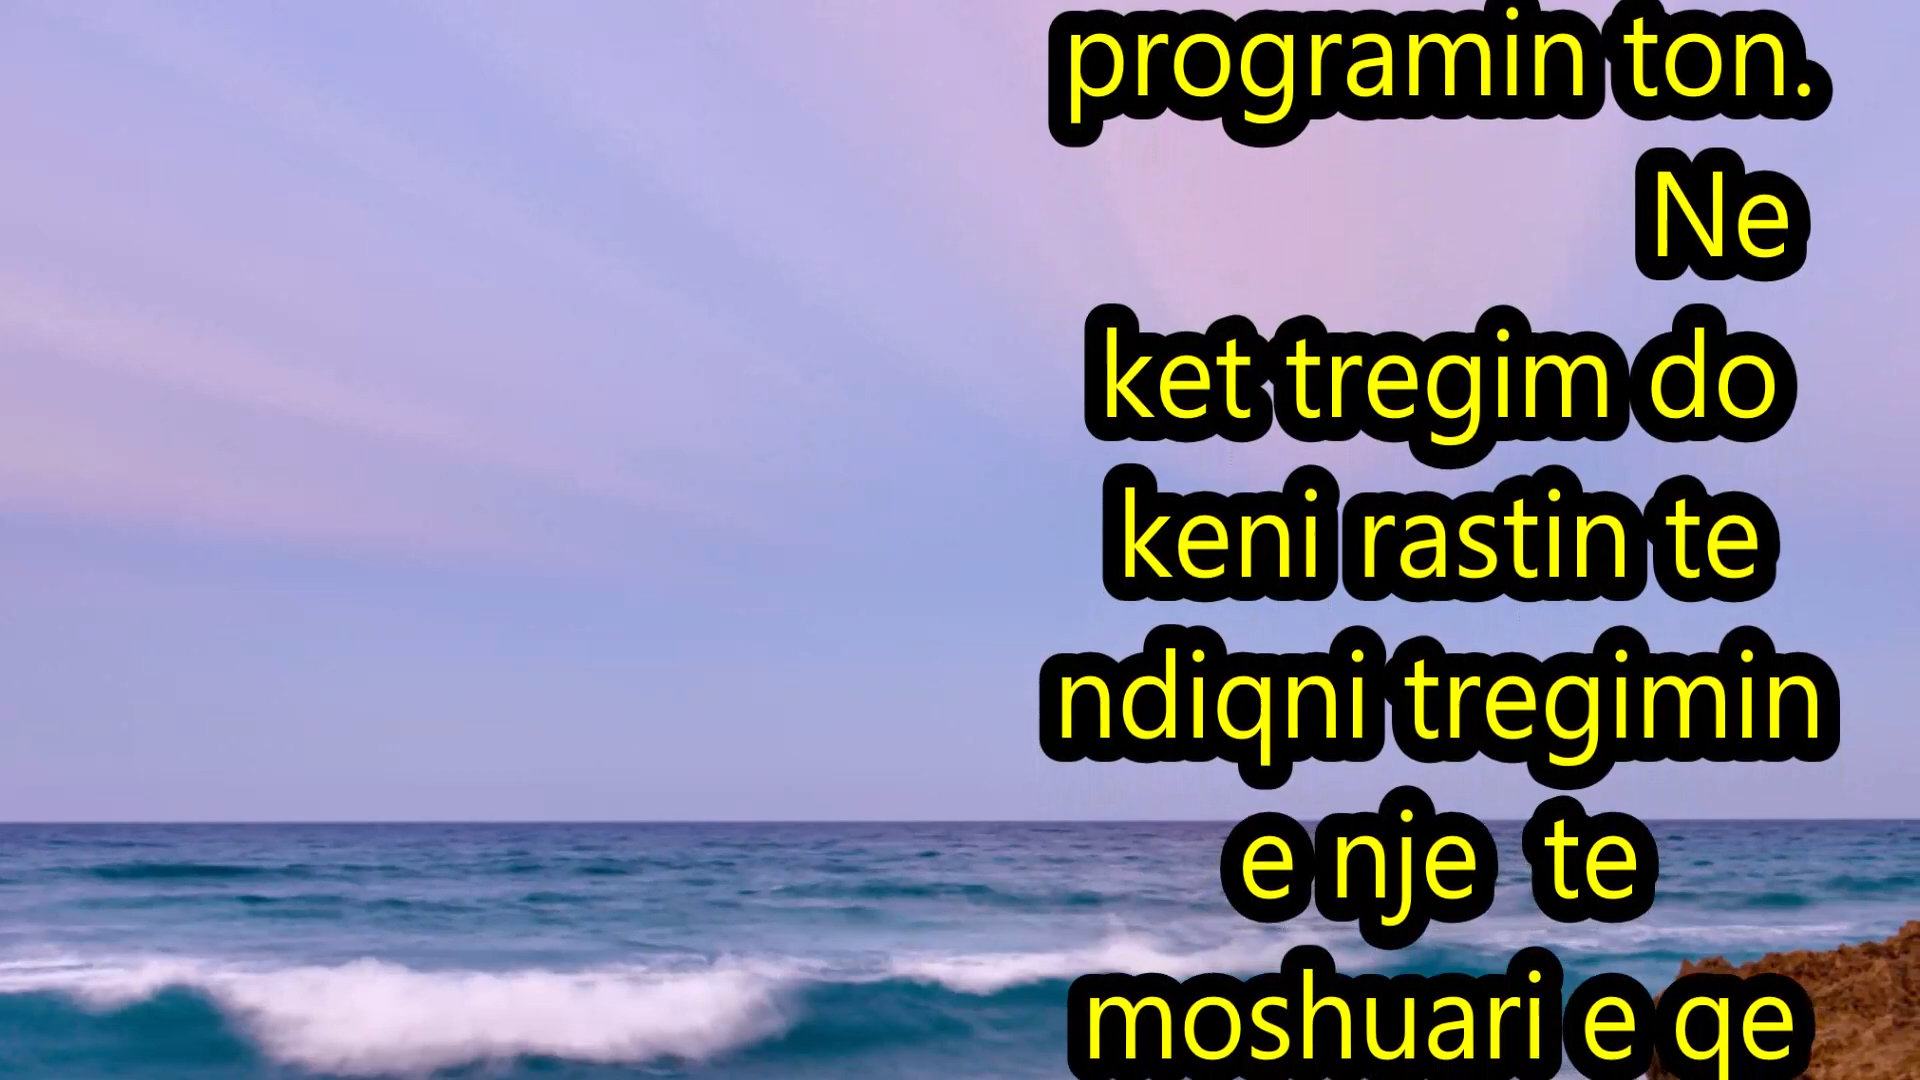 programin ton.
Ne
ket tregim do
keni rastin te
ndiqni tregimin
e nje  te
moshuari e qe